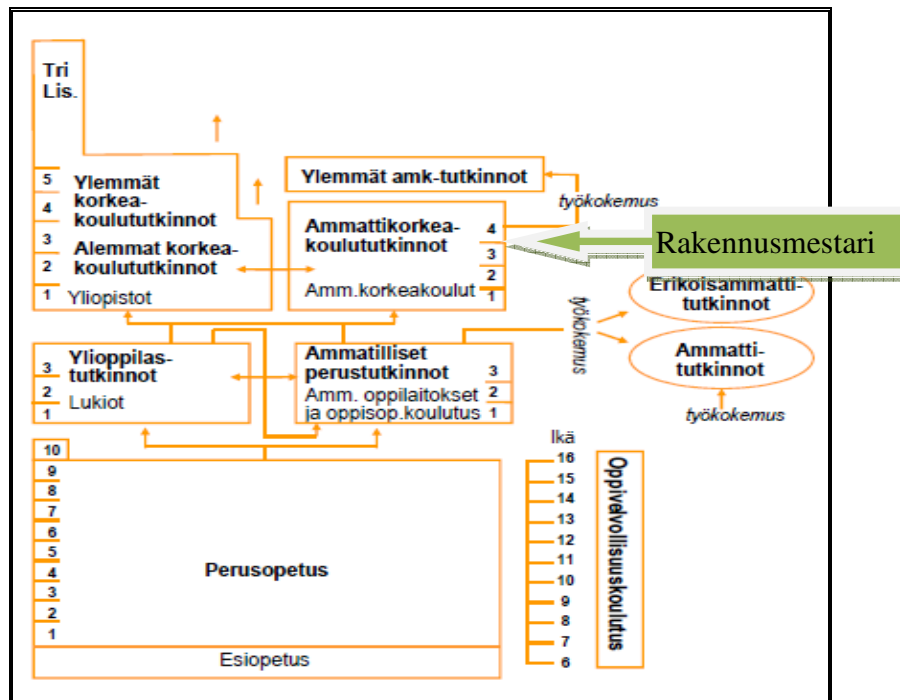 Tri
Lis.
5
4
3
2
1
Ylemmät
korkea-
koulututkinnot
Alemmat korkea-
koulututkinnot
Yliopistot
Ylemmät amk-tutkinnot
työkokemus
Ammattikorkea-
koulututkinnot
Amm.korkeakoulut
4
3
2
1
Rakennusmestari
Erikoisammatti-
tutkinnot
Ammatti-
tutkinnot
työkokemus
työkokemus
3
2
1
Ylioppilas-
tutkinnot
Lukiot
Ammatilliset
perustutkinnot
Amm. oppilaitokset
ja oppisop.koulutus
3
2
1
10
9
8
7
6
5
4
3
2
1
Perusopetus
Esiopetus
Ikä
16
15
14
13
12
11
10
9
8
7
6
Oppivelvollisuuskoulutus